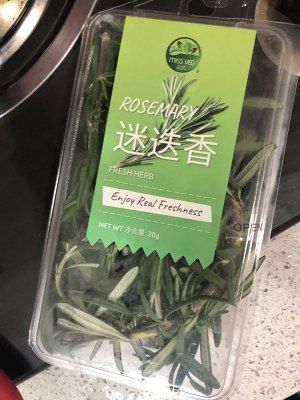 MISS VEG
ROSEMARY
迷迭香
FRESH HERB
Enjoy Real Freshness
NET WT 净含量: 20g
OPEN